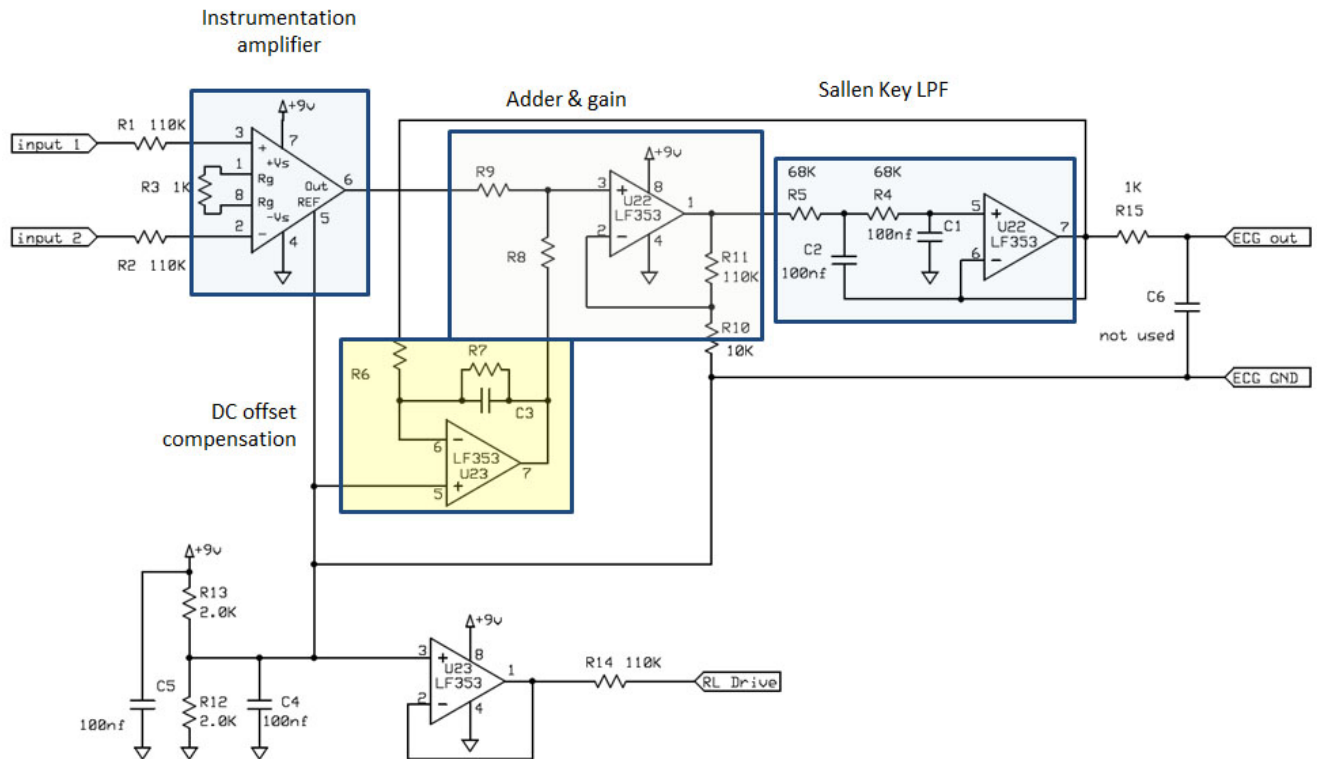 Instrumentation
amplifier
Adder & gain
Sallen Key LPF
+9v
R1 110K
input 1
3
+
7
1
+Vs
Rg
R3 1K
8
Rg
Out
6
REF
-Vs
5
2
-
4
input 2
R2 110K
R9
R8
+9v
3
+
8
U22
LF353
1
2
-
4
R11
110K
R10
10K
68K
R5
68K
R4
C1
100nf
C2
100nf
5
+
U22
LF353
7
6
-
1K
R15
ECG out
C6
not used
ECG GND
R6
R7
C3
DC offset
compensation
6
-
LF353
U23
7
5
+
+9v
R13
2.0K
C5
100nf
R12
2.0K
C4
100nf
+9v
3
+
8
U23
LF353
1
2
-
4
R14 110K
RL Drive